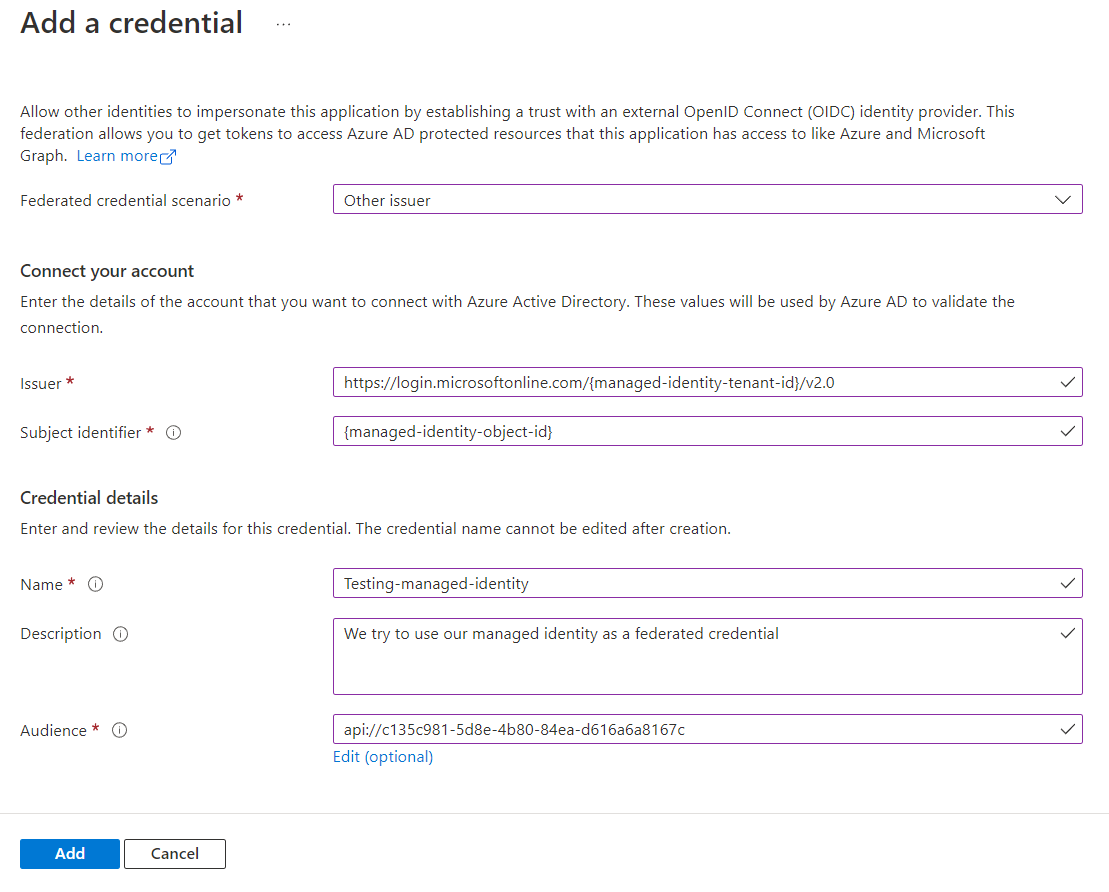 Add a credential ...
Allow other identities to impersonate this application by establishing a trust with an external OpenID Connect (OIDC) identity provider. This
federation allows you to get tokens to access Azure AD protected resources that this application has access to like Azure and Microsoft
Graph. Learn more
Federated credential scenario *
Other issuer
Connect your account
Enter the details of the account that you want to connect with Azure Active Directory. These values will be used by Azure AD to validate the
connection.
Issuer *
https://login.microsoftonline.com/{managed-identity-tenant-id}/v2.0
Subject identifier *
{managed-identity-object-id}
Credential details
Enter and review the details for this credential. The credential name cannot be edited after creation.
Name *
Testing-managed-identity
Description
We try to use our managed identity as a federated credential
Audience *
api://c135c981-5d8e-4b80-84ea-d616a6a8167c
Edit (optional)
Add
Cancel